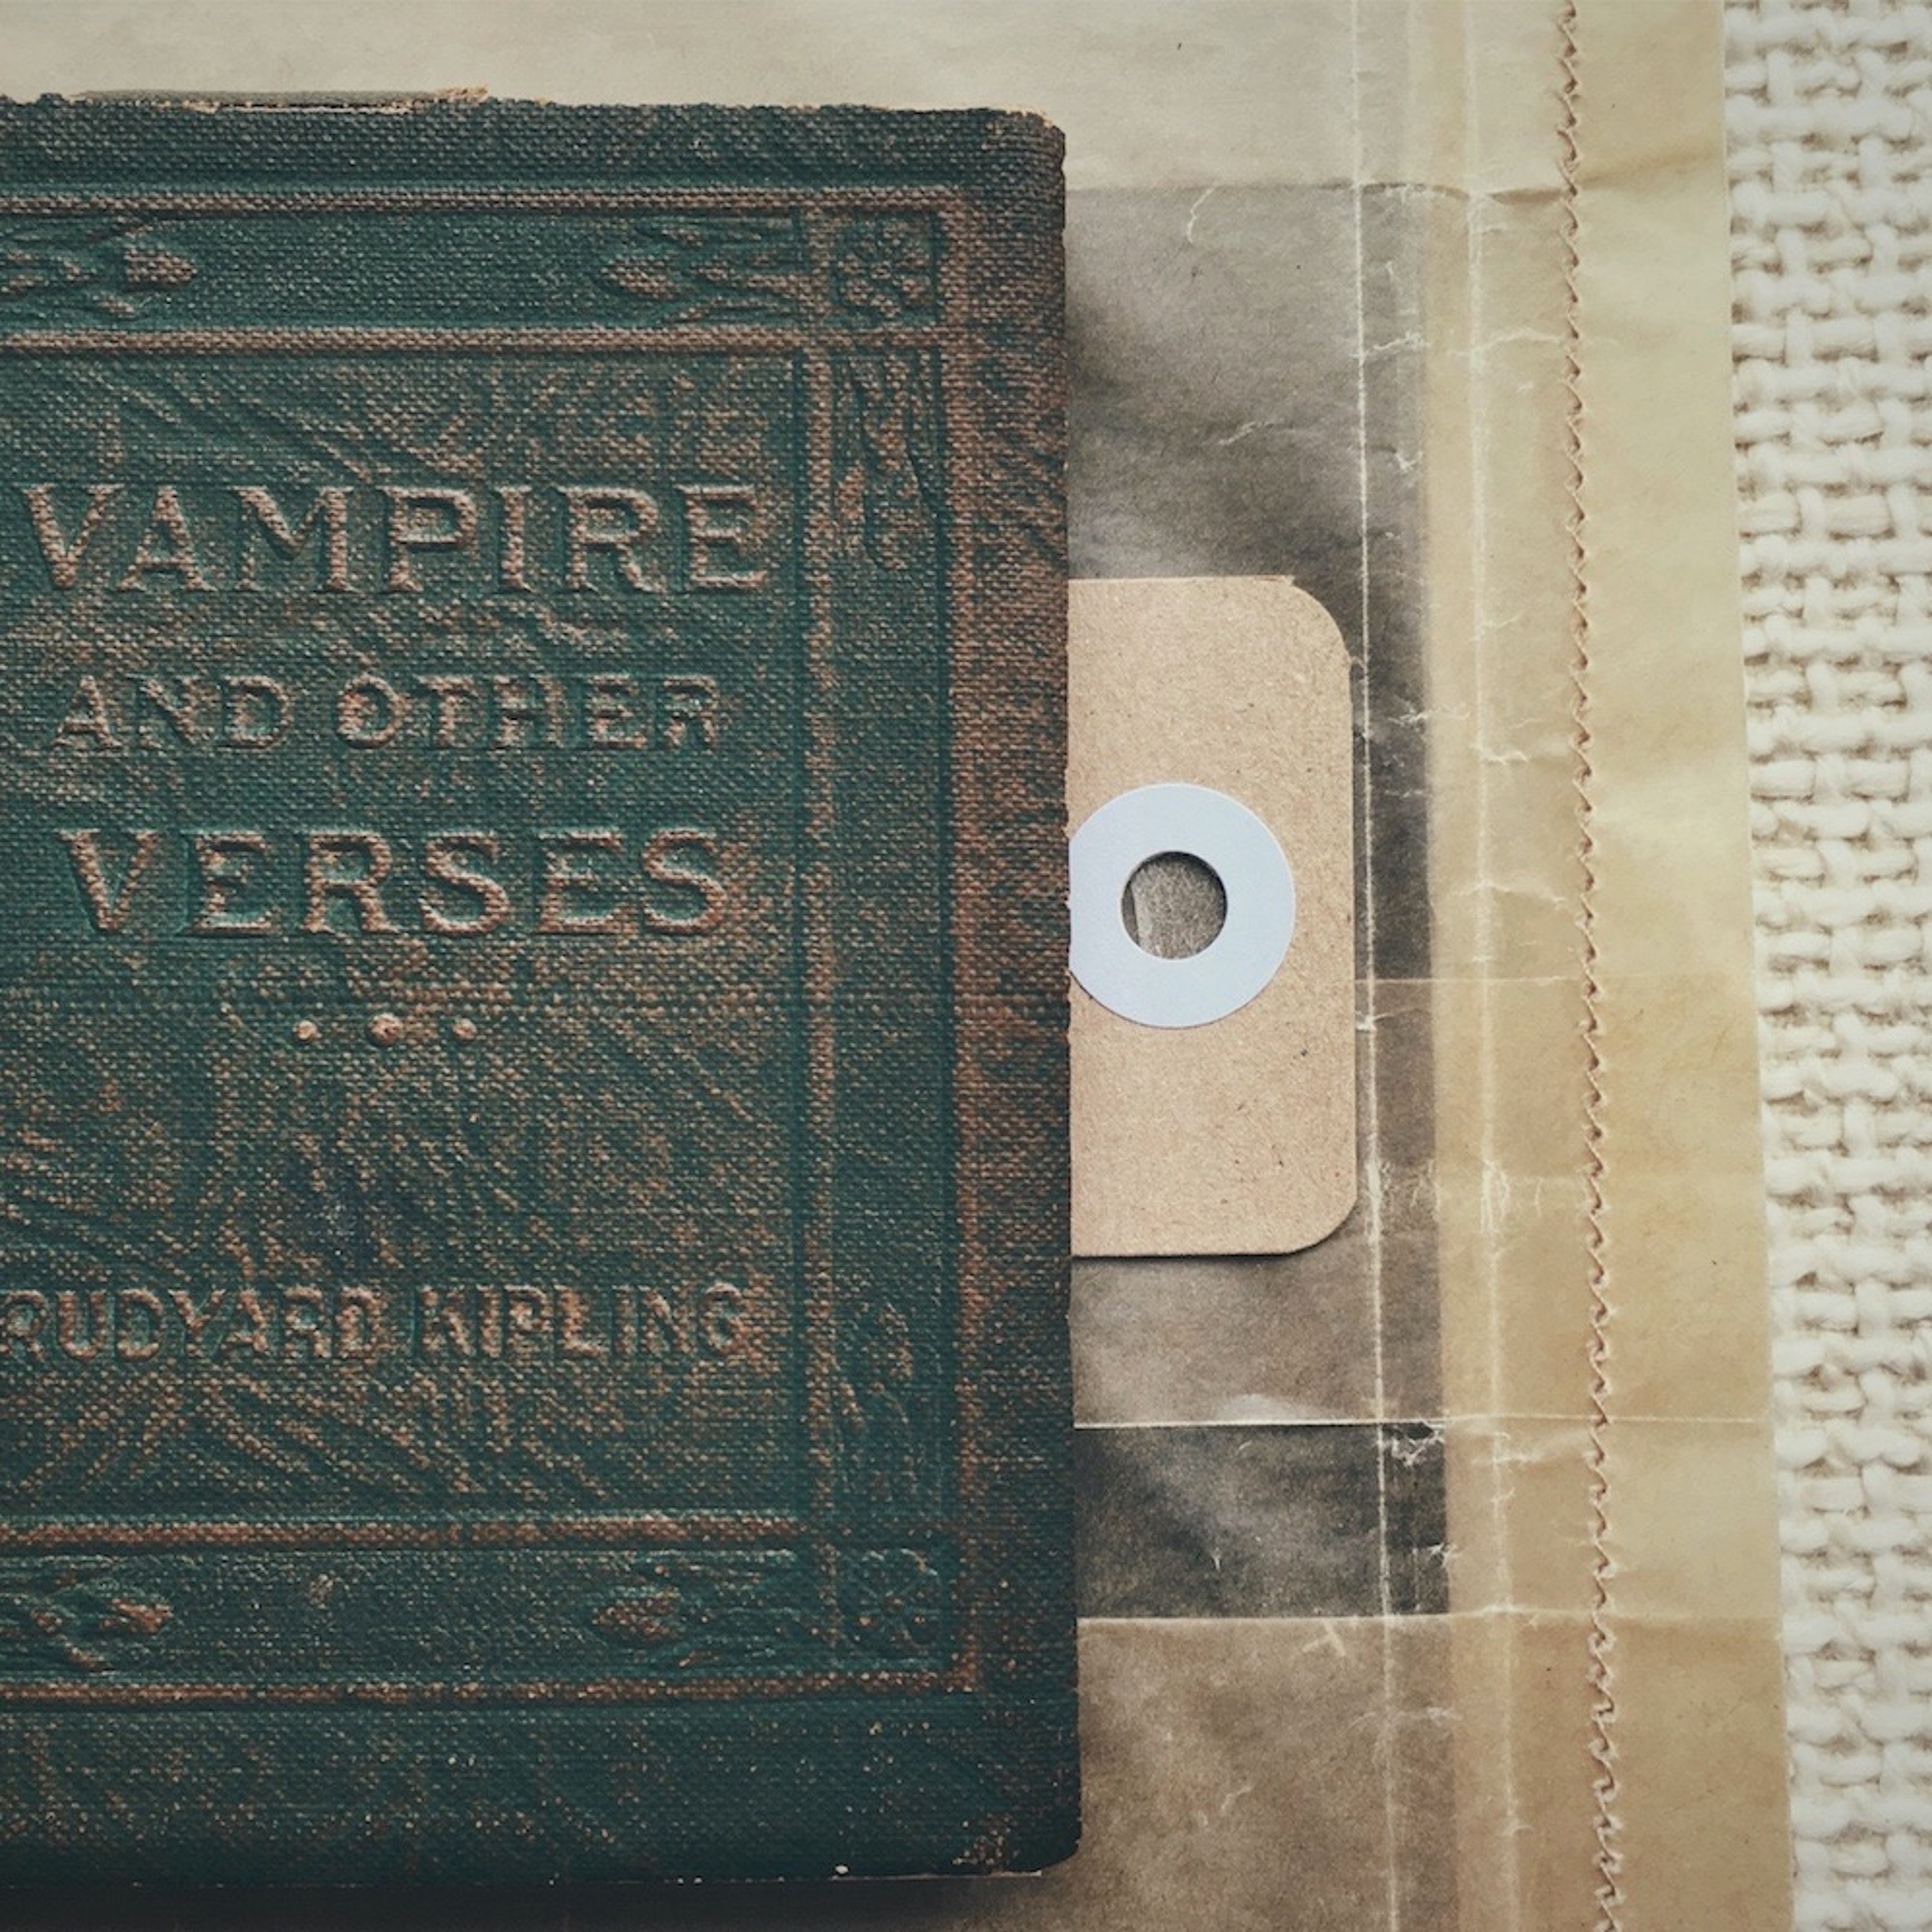 VAMPIRE
AND OTHER
VERSES
RUDYARD KIPLING